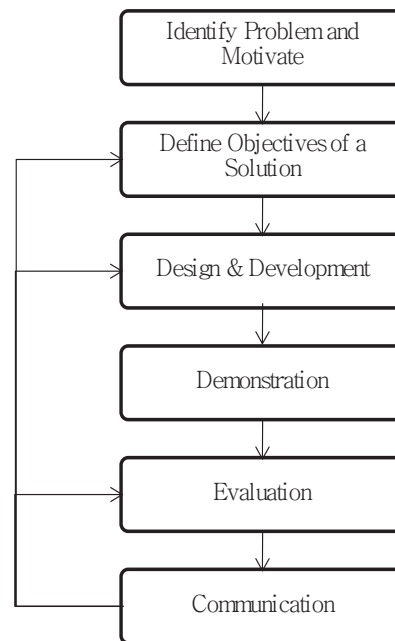 Identify Problem and
Motivate
Define Objectives of a
Solution
Design & Development
Demonstration
Evaluation
Communication